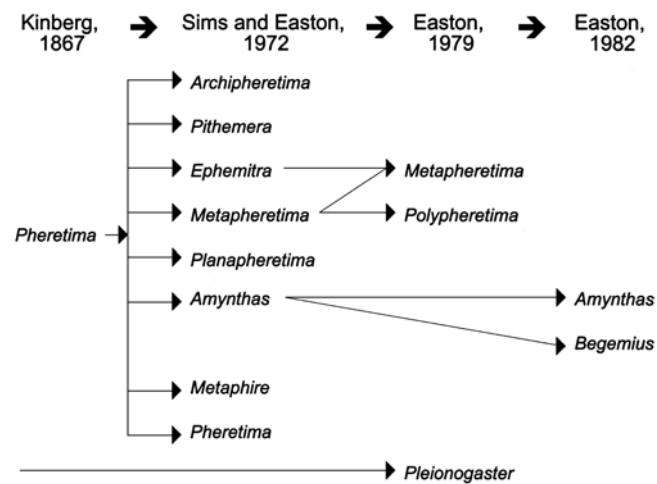 Kinberg, Sims and Easton, Easton, Easton,
1867 1972 1979 1982
Archipheretima
Pithemera
Ephemitra Metapheretima
Metapheretima Polypheretima
Pheretima
Planapheretima
Amynthas Amynthas
Begemius
Metaphire
Pheretima
Pleionogaster